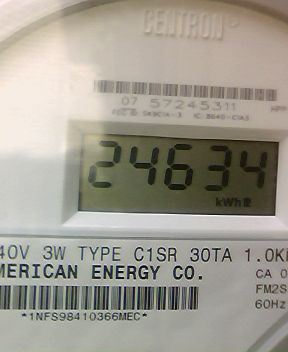 CENTRON
07 57245311
24634
kWh
40V 3W TYPE C1SR 30TA 1.0K
MERICAN ENERGY CO.
CA 0
FM2S
60Hz
*1NFS98410366MEC*